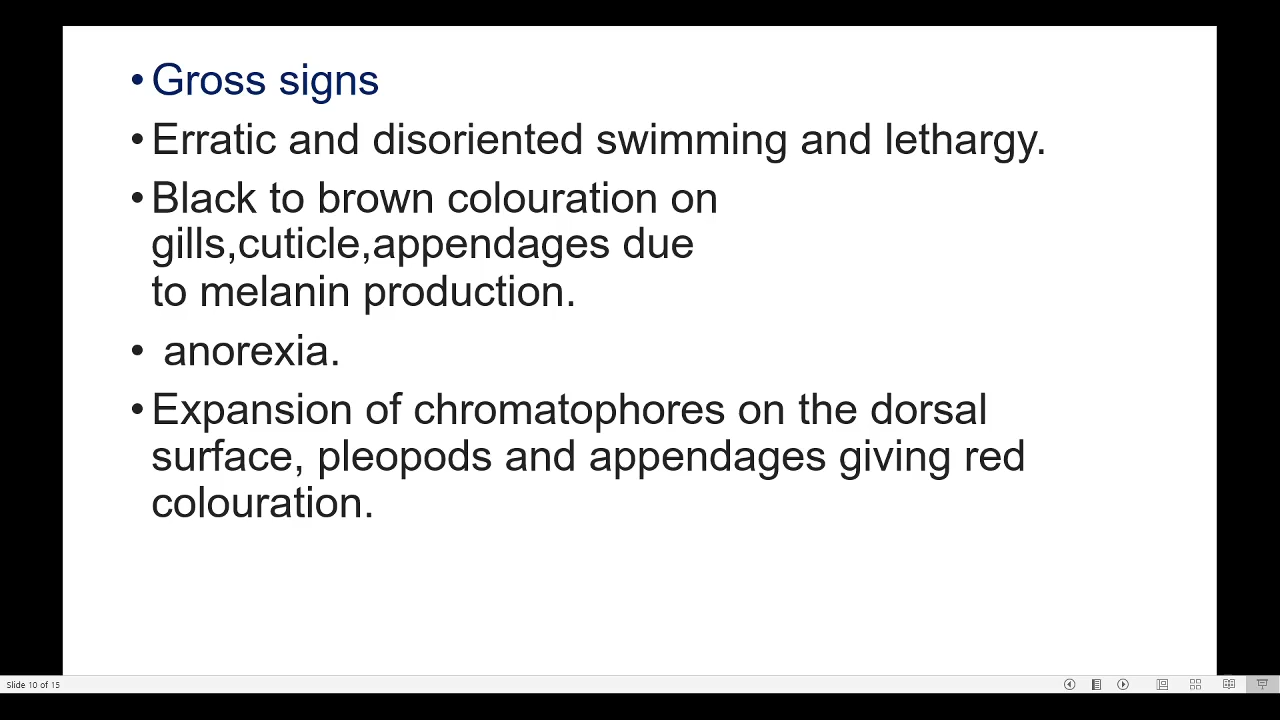 •Gross signs
•Erratic and disoriented swimming and lethargy.
•Black to brown colouration on
gills,cuticle,appendages due
to melanin production.
• anorexia.
•Expansion of chromatophores on the dorsal
surface, pleopods and appendages giving red
colouration.
Slide 10 of 15